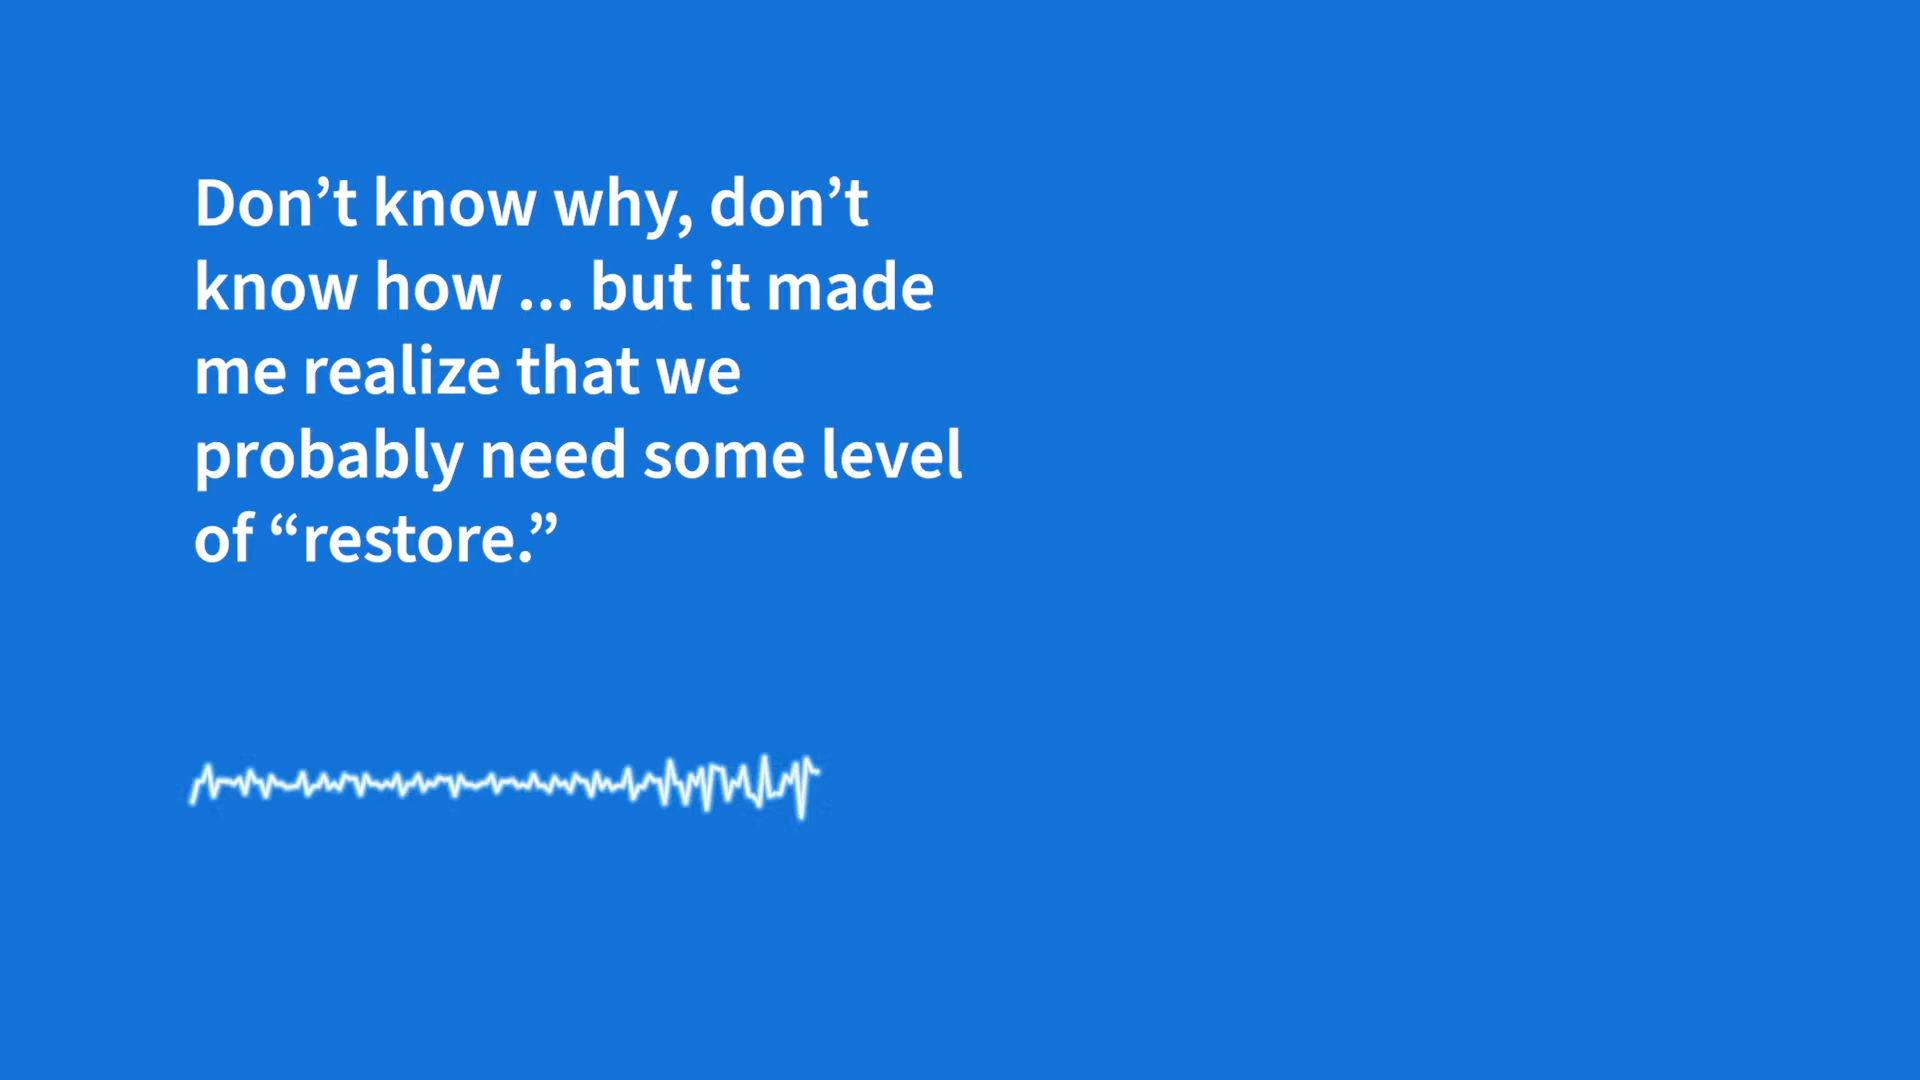 Don’t know why, don’t
know how ... but it made
me realize that we
probably need some level
of “restore.”